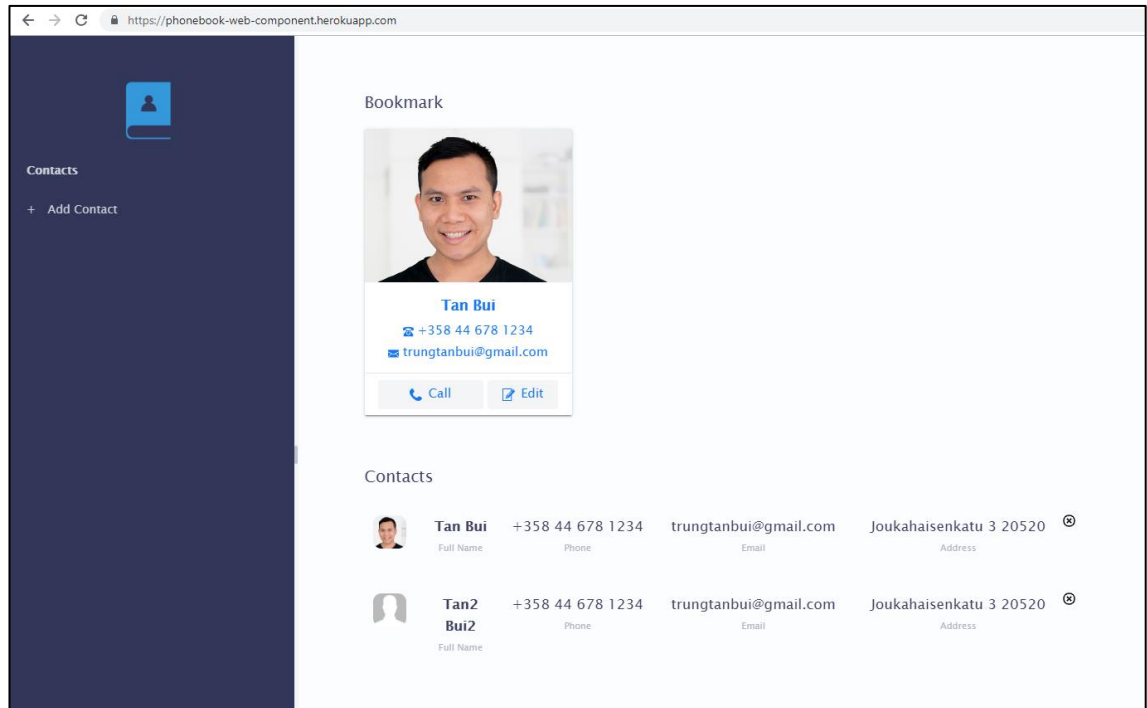 https://phonebook-web-component.herokuapp.com
Contacts
+ Add Contact
Bookmark
Tan Bui
+358 44 678 1234
trungtanbui@gmail.com
Call Edit
Contacts
Tan Bui +358 44 678 1234 trungtanbui@gmail.com Joukahaisenkatu 3 20520
Full Name Phone Email Address
Tan2 +358 44 678 1234 trungtanbui@gmail.com Joukahaisenkatu 3 20520
Bui2 Phone Email Address
Full Name